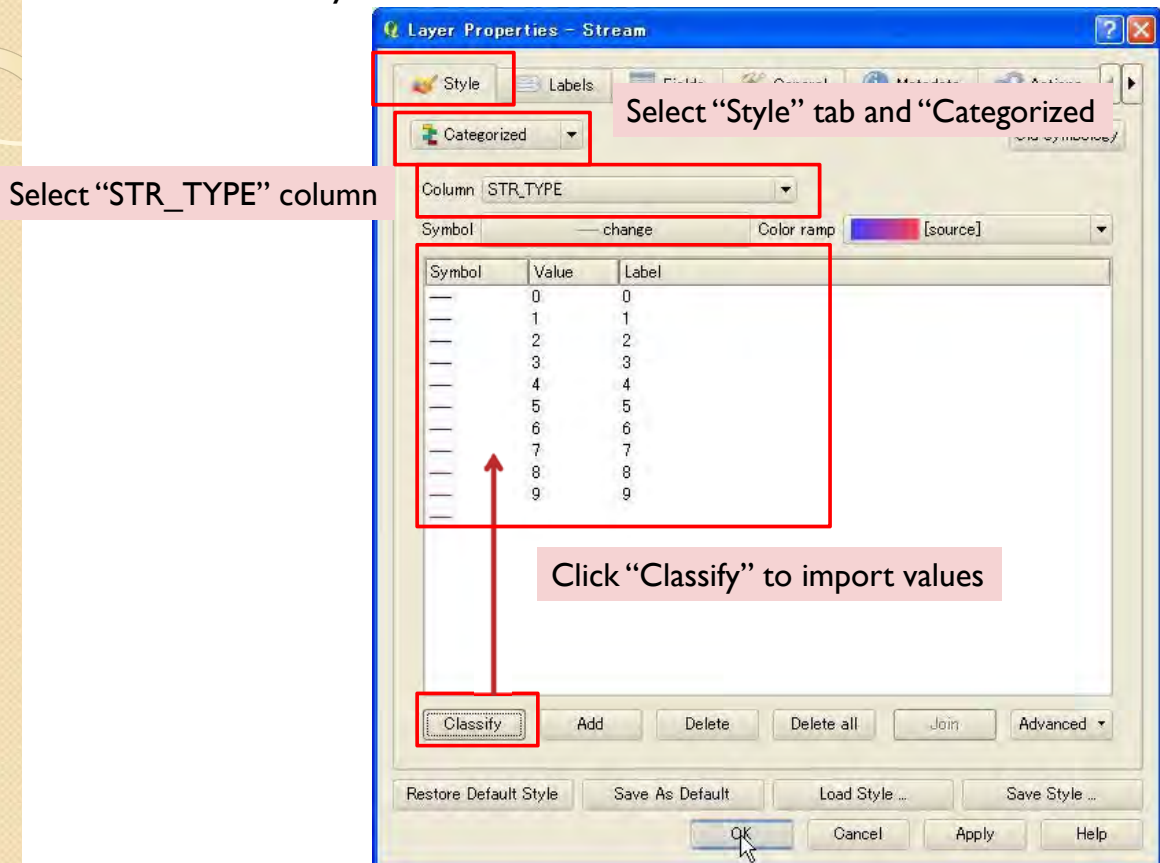 Layer Properties - Stream
Style Labels
Select “Style” tab and “Categorized
Categorized
Select “STR_TYPE” column
Column STR_TYPE
Symbol change Color ramp [source]
Symbol Value Label
0 0
1 1
2 2
3 3
4 4
5 5
6 6
7 7
8 8
9 9
Click “Classify” to import values
Classify Add Delete Delete all Join Advanced
Restore Default Style Save As Default Load Style ... Save Style ...
OK Cancel Apply Help